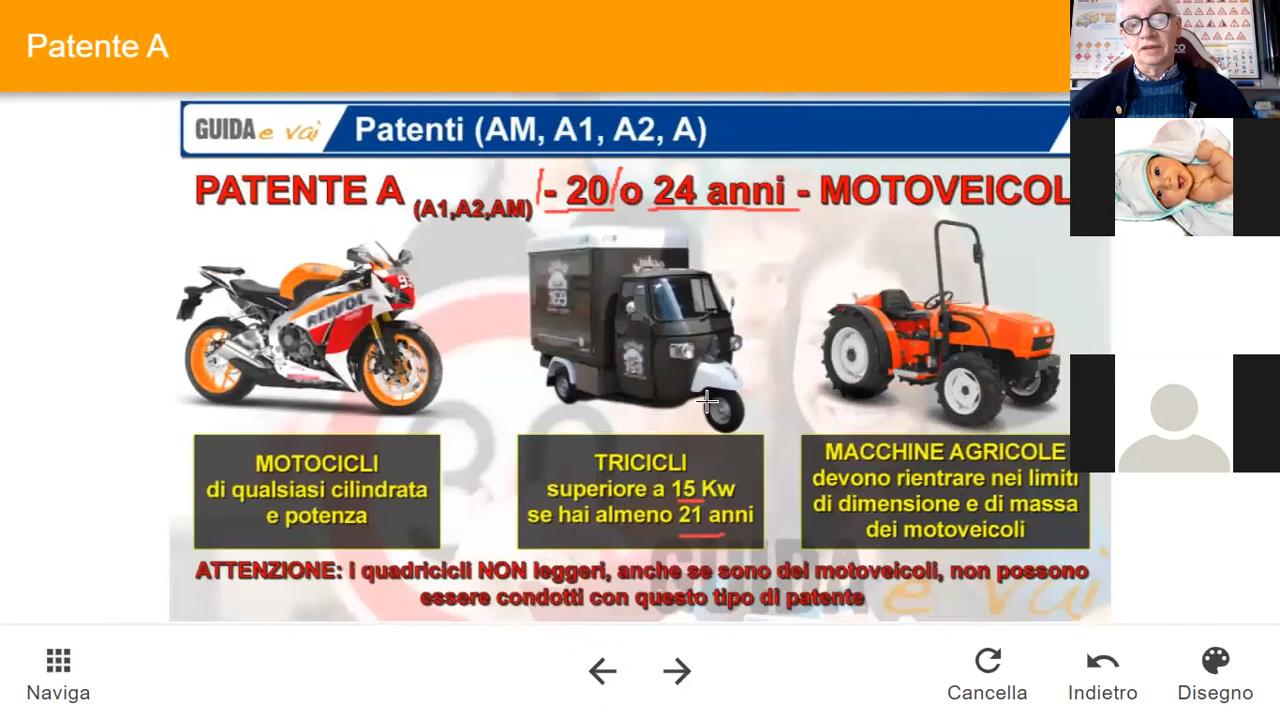 Patente A
GUIDA e vai
Patenti (AM, A1, A2, A)
PATENTE A (A1,A2,AM) - 20 o 24 anni - MOTOVEICOL
MOTOCICLI
di qualsiasi cilindrata
e potenza
TRICICLI
superiore a 15 Kw
se hai almeno 21 anni
MACCHINE AGRICOLE
devono rientrare nei limiti
di dimensione e di massa
dei motoveicoli
ATTENZIONE: i quadricicli NON leggeri, anche se sono dei motoveicoli, non possono
essere condotti con questo tipo di patente
GUIDA
e vai
Naviga
Cancella
Indietro
Disegno